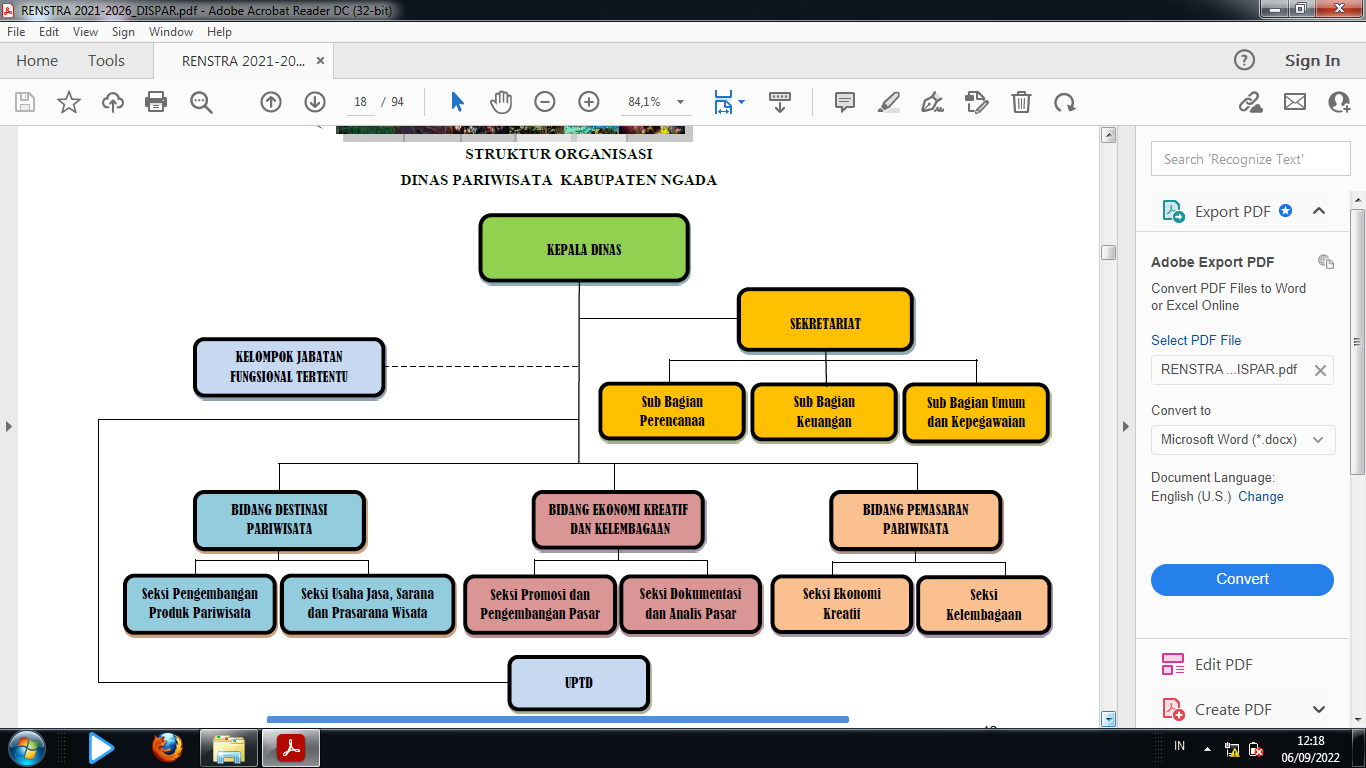 RENSTRA 2021-2026_DISPAR.pdf - Adobe Acrobat Reader DC (32-bit)
File Edit View Sign Window Help
Home Tools RENSTRA 2021-20... × Sign In
18 / 94 84,1%
STRUKTUR ORGANISASI
DINAS PARIWISATA KABUPATEN NGADA
KEPALA DINAS
SEKRETARIAT
KELOMPOK JABATAN
FUNGSIONAL TERTENTU
Sub Bagian
Perencanaa
Sub Bagian
Keuangan
Sub Bagian Umum
dan Kepegawaian
BIDANG DESTINASI
PARIWISATA
BIDANG EKONOMI KREATIF
DAN KELEMBAGAAN
BIDANG PEMASARAN
PARIWISATA
Seksi Pengembangan
Produk Pariwisata
Seksi Usaha Jasa, Sarana
dan Prasarana Wisata
Seksi Promosi dan
Pengembangan Pasar
Seksi Dokumentasi
dan Analis Pasar
Seksi Ekonomi
Kreatif
Seksi
Kelembagaan
UPTD
Search 'Recognize Text'
Export PDF
Adobe Export PDF
Convert PDF Files to Word
or Excel Online
Select PDF File
RENSTRA ...ISPAR.pdf
Convert to
Microsoft Word (*.docx)
Document Language:
English (U.S.) Change
Convert
Edit PDF
Create PDF
IN
12:18
06/09/2022